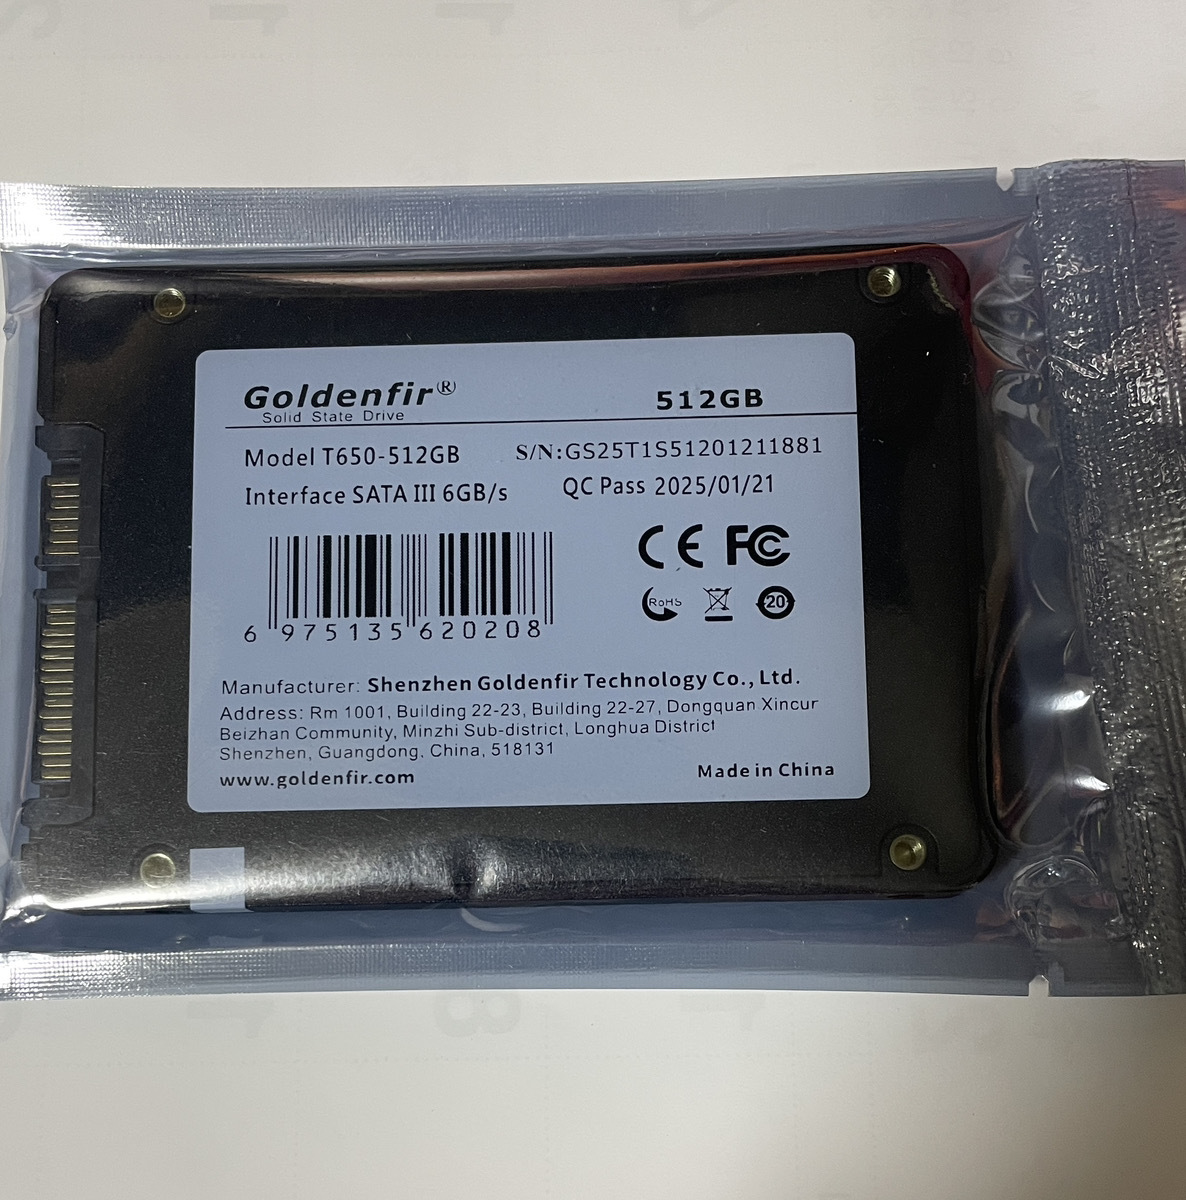 Goldenfir®
Solid State Drive
512GB
Model T650-512GB
S/N:GS25T1S51201211881
Interface SATA III 6GB/s
QC Pass 2025/01/21
CE FC
RoHS
20
6 975135 620208
Manufacturer: Shenzhen Goldenfir Technology Co., Ltd.
Address: Rm 1001, Building 22-23, Building 22-27, Dongquan Xincur
Beizhan Community, Minzhi Sub-district, Longhua District
Shenzhen, Guangdong, China, 518131
www.goldenfir.com
Made in China